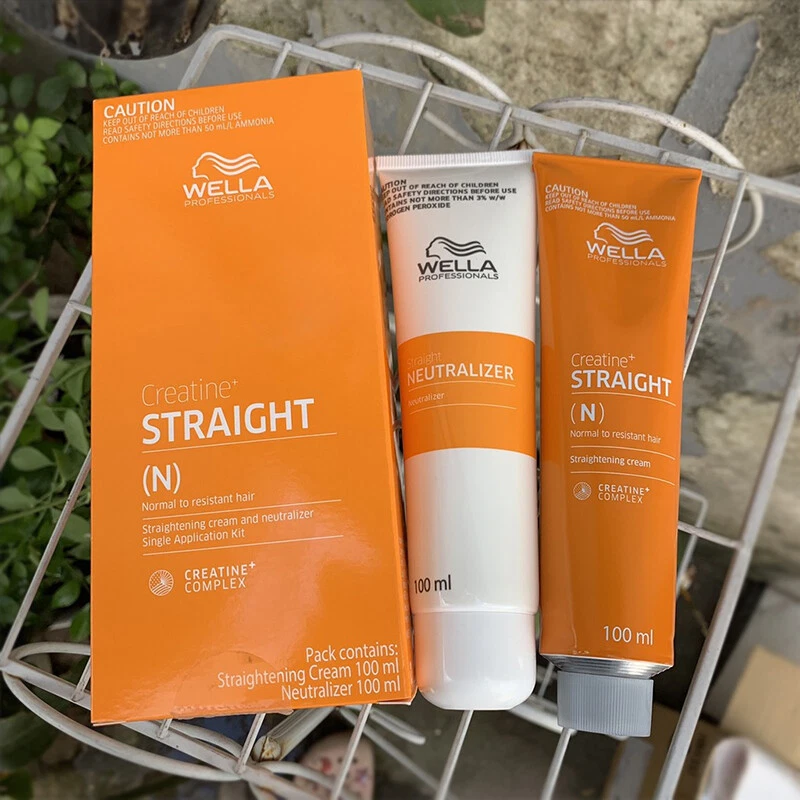 CAUTION
KEEP OUT OF REACH OF CHILDREN
READ SAFETY DIRECTIONS BEFORE USE
CONTAINS NOT MORE THAN 50 mL/L AMMONIA
WELLA
PROFESSIONALS
Creatine+
STRAIGHT
(N)
Normal to resistant hair
Straightening cream and neutralizer
Single Application Kit
CREATINE+
COMPLEX
Pack contains:
Straightening Cream 100 ml
Neutralizer 100 ml
CAUTION
KEEP OUT OF REACH OF CHILDREN
READ SAFETY DIRECTIONS BEFORE USE
CONTAINS NOT MORE THAN 3% w/w
ROGEN PEROXIDE
WELLA
PROFESSIONALS
Straight
NEUTRALIZER
Neutralizer
100 ml
CAUTION
KEEP OUT OF REACH OF CHILDREN
READ SAFETY DIRECTIONS BEFORE USE
CONTAINS NOT MORE THAN 50 mL/L AMMONIA
WELLA
PROFESSIONALS
Creatine+
STRAIGHT
(N)
Normal to resistant hair
Straightening cream
CREATINE+
COMPLEX
100 ml